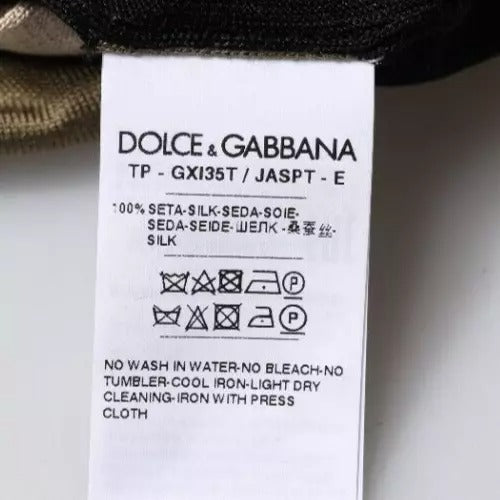 DOLCE & GABBANA
TP - GXI35T / JASPT - E
100% SETA-SILK-SEDA-SOIE-
SEDA-SEIDE-ШЕЛК -桑蚕丝-
SILK
P
P
NO WASH IN WATER-NO BLEACH-NO
TUMBLER-COOL IRON-LIGHT DRY
CLEANING-IRON WITH PRESS
CLOTH